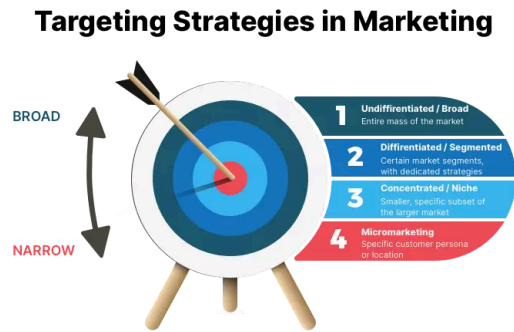 Targeting Strategies in Marketing
BROAD
NARROW
1
Undiffirentiated / Broad
Entire mass of the market
2
Diffirentiated / Segmented
Certain market segments,
with dedicated strategies
3
Concentrated / Niche
Smaller, specific subset of
the larger market
4
Micromarketing
Specific customer persona
or location